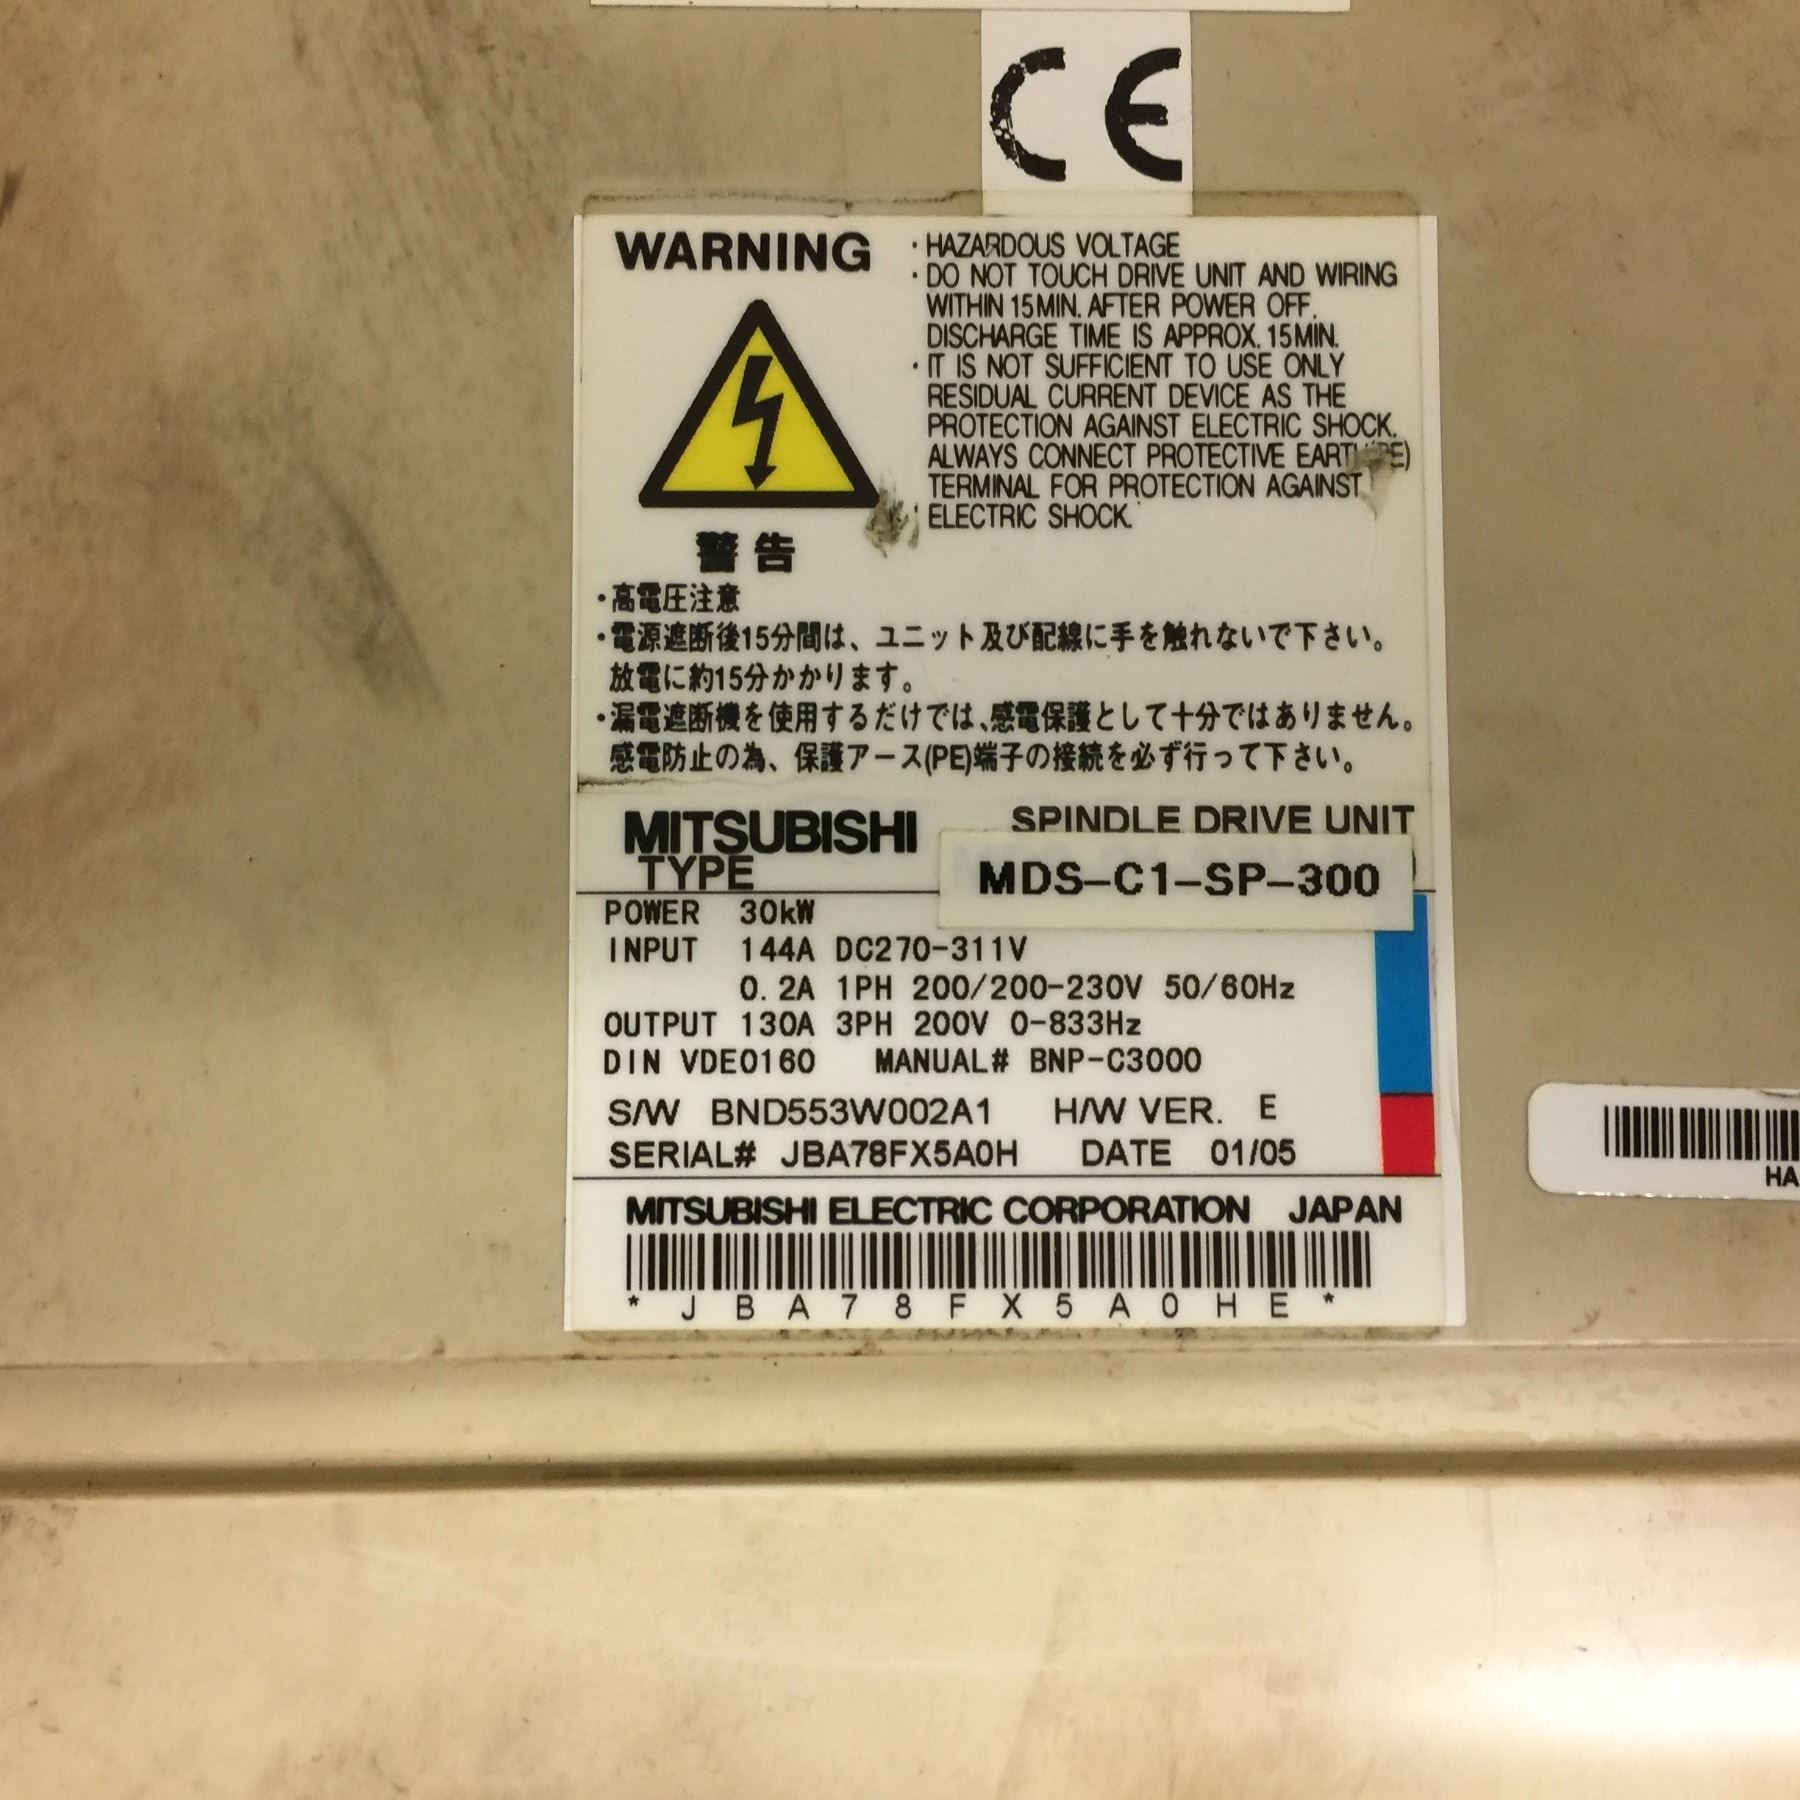 CE
WARNING
· HAZARDOUS VOLTAGE
· DO NOT TOUCH DRIVE UNIT AND WIRING
WITHIN 15MIN. AFTER POWER OFF.
DISCHARGE TIME IS APPROX. 15MIN.
· IT IS NOT SUFFICIENT TO USE ONLY
RESIDUAL CURRENT DEVICE AS THE
PROTECTION AGAINST ELECTRIC SHOCK.
ALWAYS CONNECT PROTECTIVE EARTH(PE)
TERMINAL FOR PROTECTION AGAINST
ELECTRIC SHOCK.
警告
・高電圧注意
・電源遮断後15分間は、ユニット及び配線に手を触れないで下さい。
放電に約15分かかります。
・漏電遮断機を使用するだけでは、感電保護として十分ではありません。
感電防止の為、保護アース(PE)端子の接続を必ず行って下さい。
MITSUBISHI SPINDLE DRIVE UNIT
TYPE MDS-C1-SP-300
POWER 30kW
INPUT 144A DC270-311V
0.2A 1PH 200/200-230V 50/60Hz
OUTPUT 130A 3PH 200V 0-833Hz
DIN VDE0160 MANUAL# BNP-C3000
S/W BND553W002A1 H/W VER. E
SERIAL# JBA78FX5A0H DATE 01/05
MITSUBISHI ELECTRIC CORPORATION JAPAN
* J B A 7 8 F X 5 A 0 H E *
HA